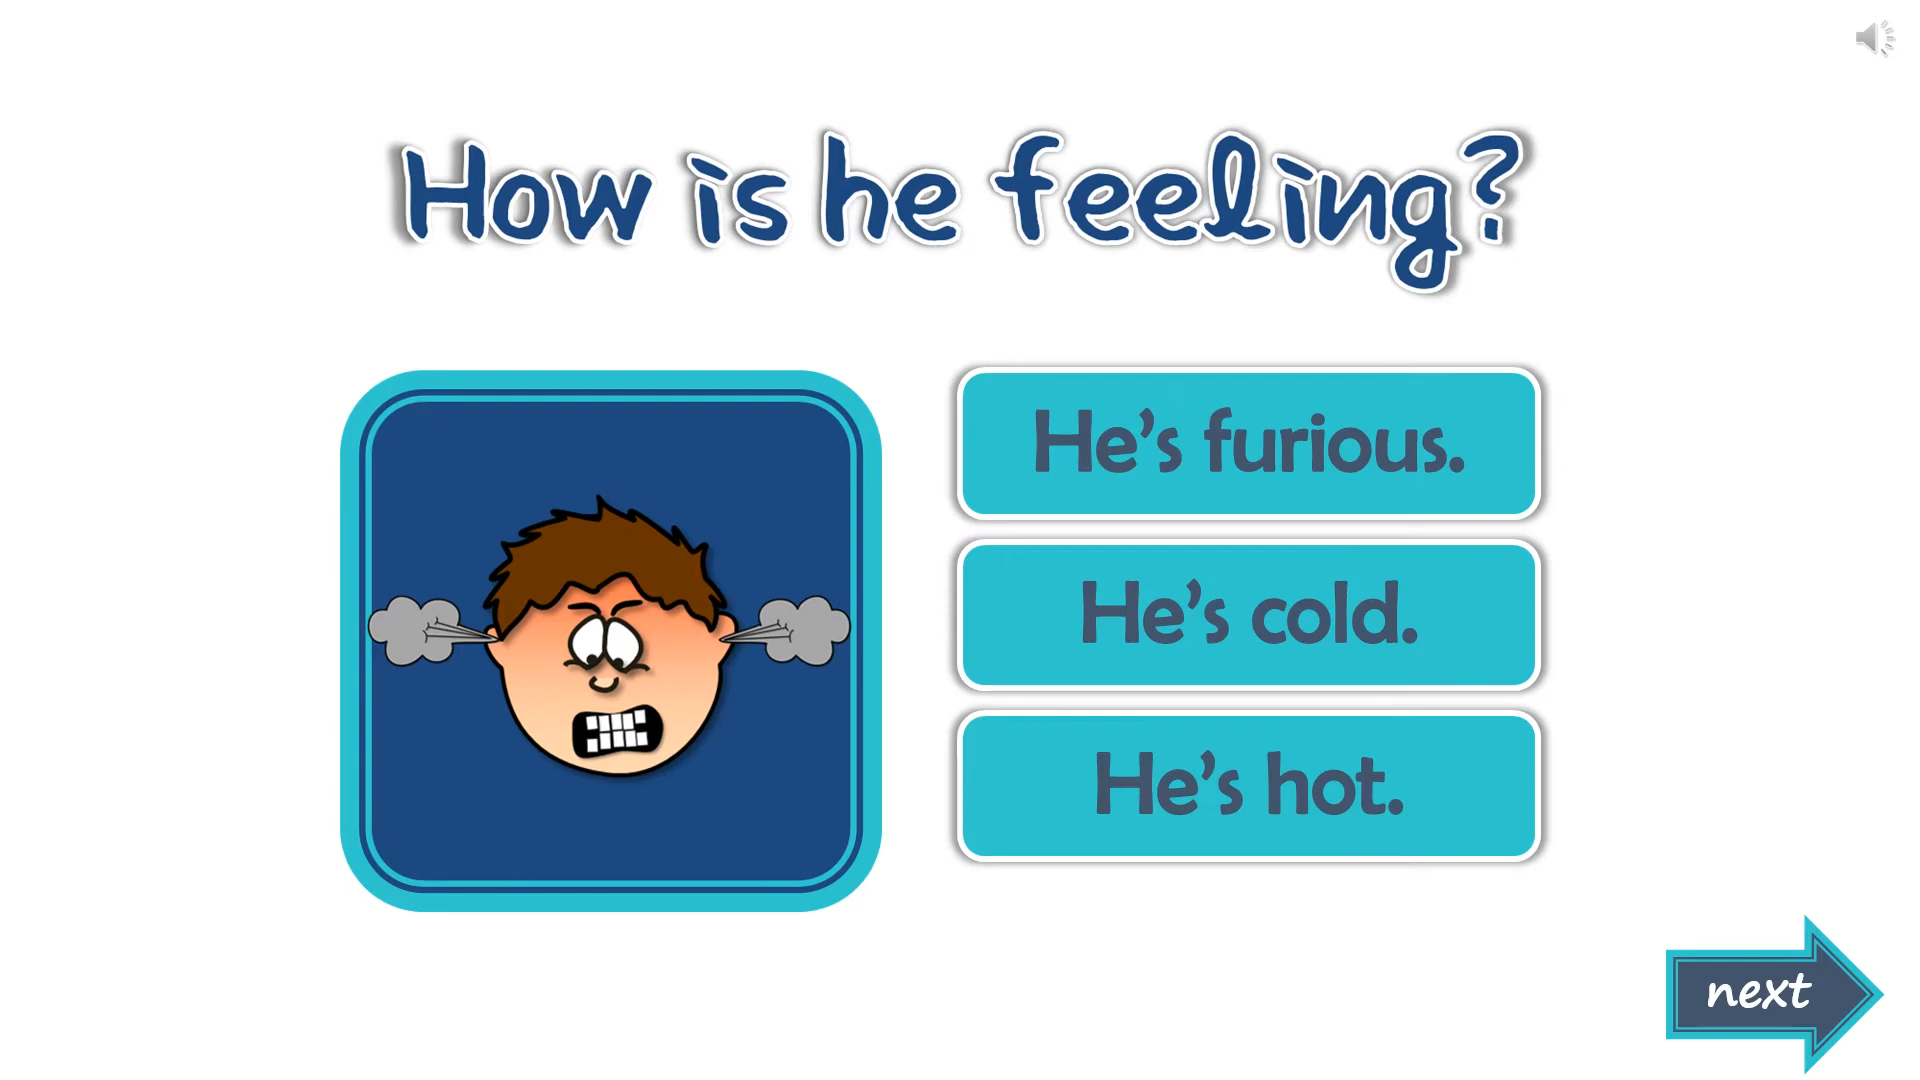 How is he feeling?
He’s furious.
He’s cold.
He’s hot.
next